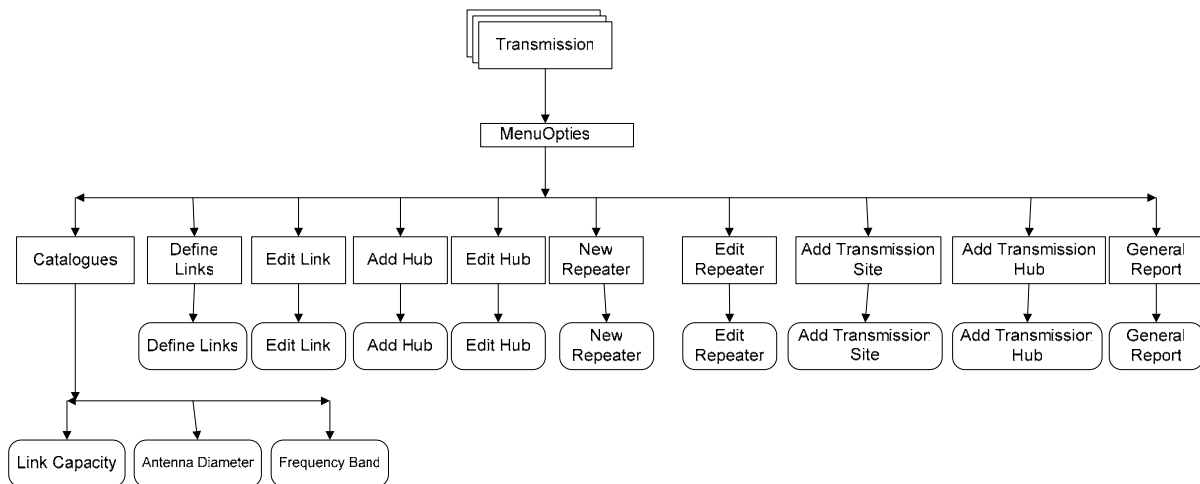 Transmission
MenuOpties
Catalogues
Define
Links
Edit Link
Add Hub
Edit Hub
New
Repeater
Edit
Repeater
Add Transmission
Site
Add Transmission
Hub
General
Report
Define Links
Edit Link
Add Hub
Edit Hub
New
Repeater
Edit
Repeater
Add Transmission
Site
Add Transmission
Hub
General
Report
Link Capacity
Antenna Diameter
Frequency Band